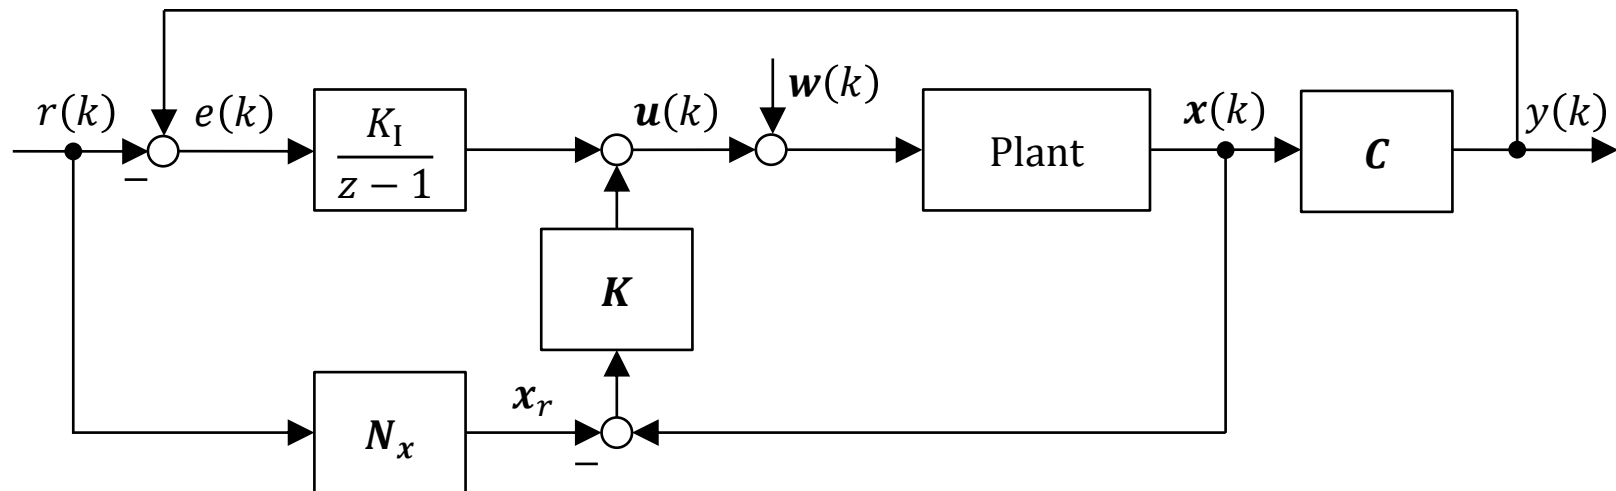 r(k)
−
e(k)
K_I
z − 1
u(k)
w(k)
Plant
x(k)
C
y(k)
K
N_x
x_r
−